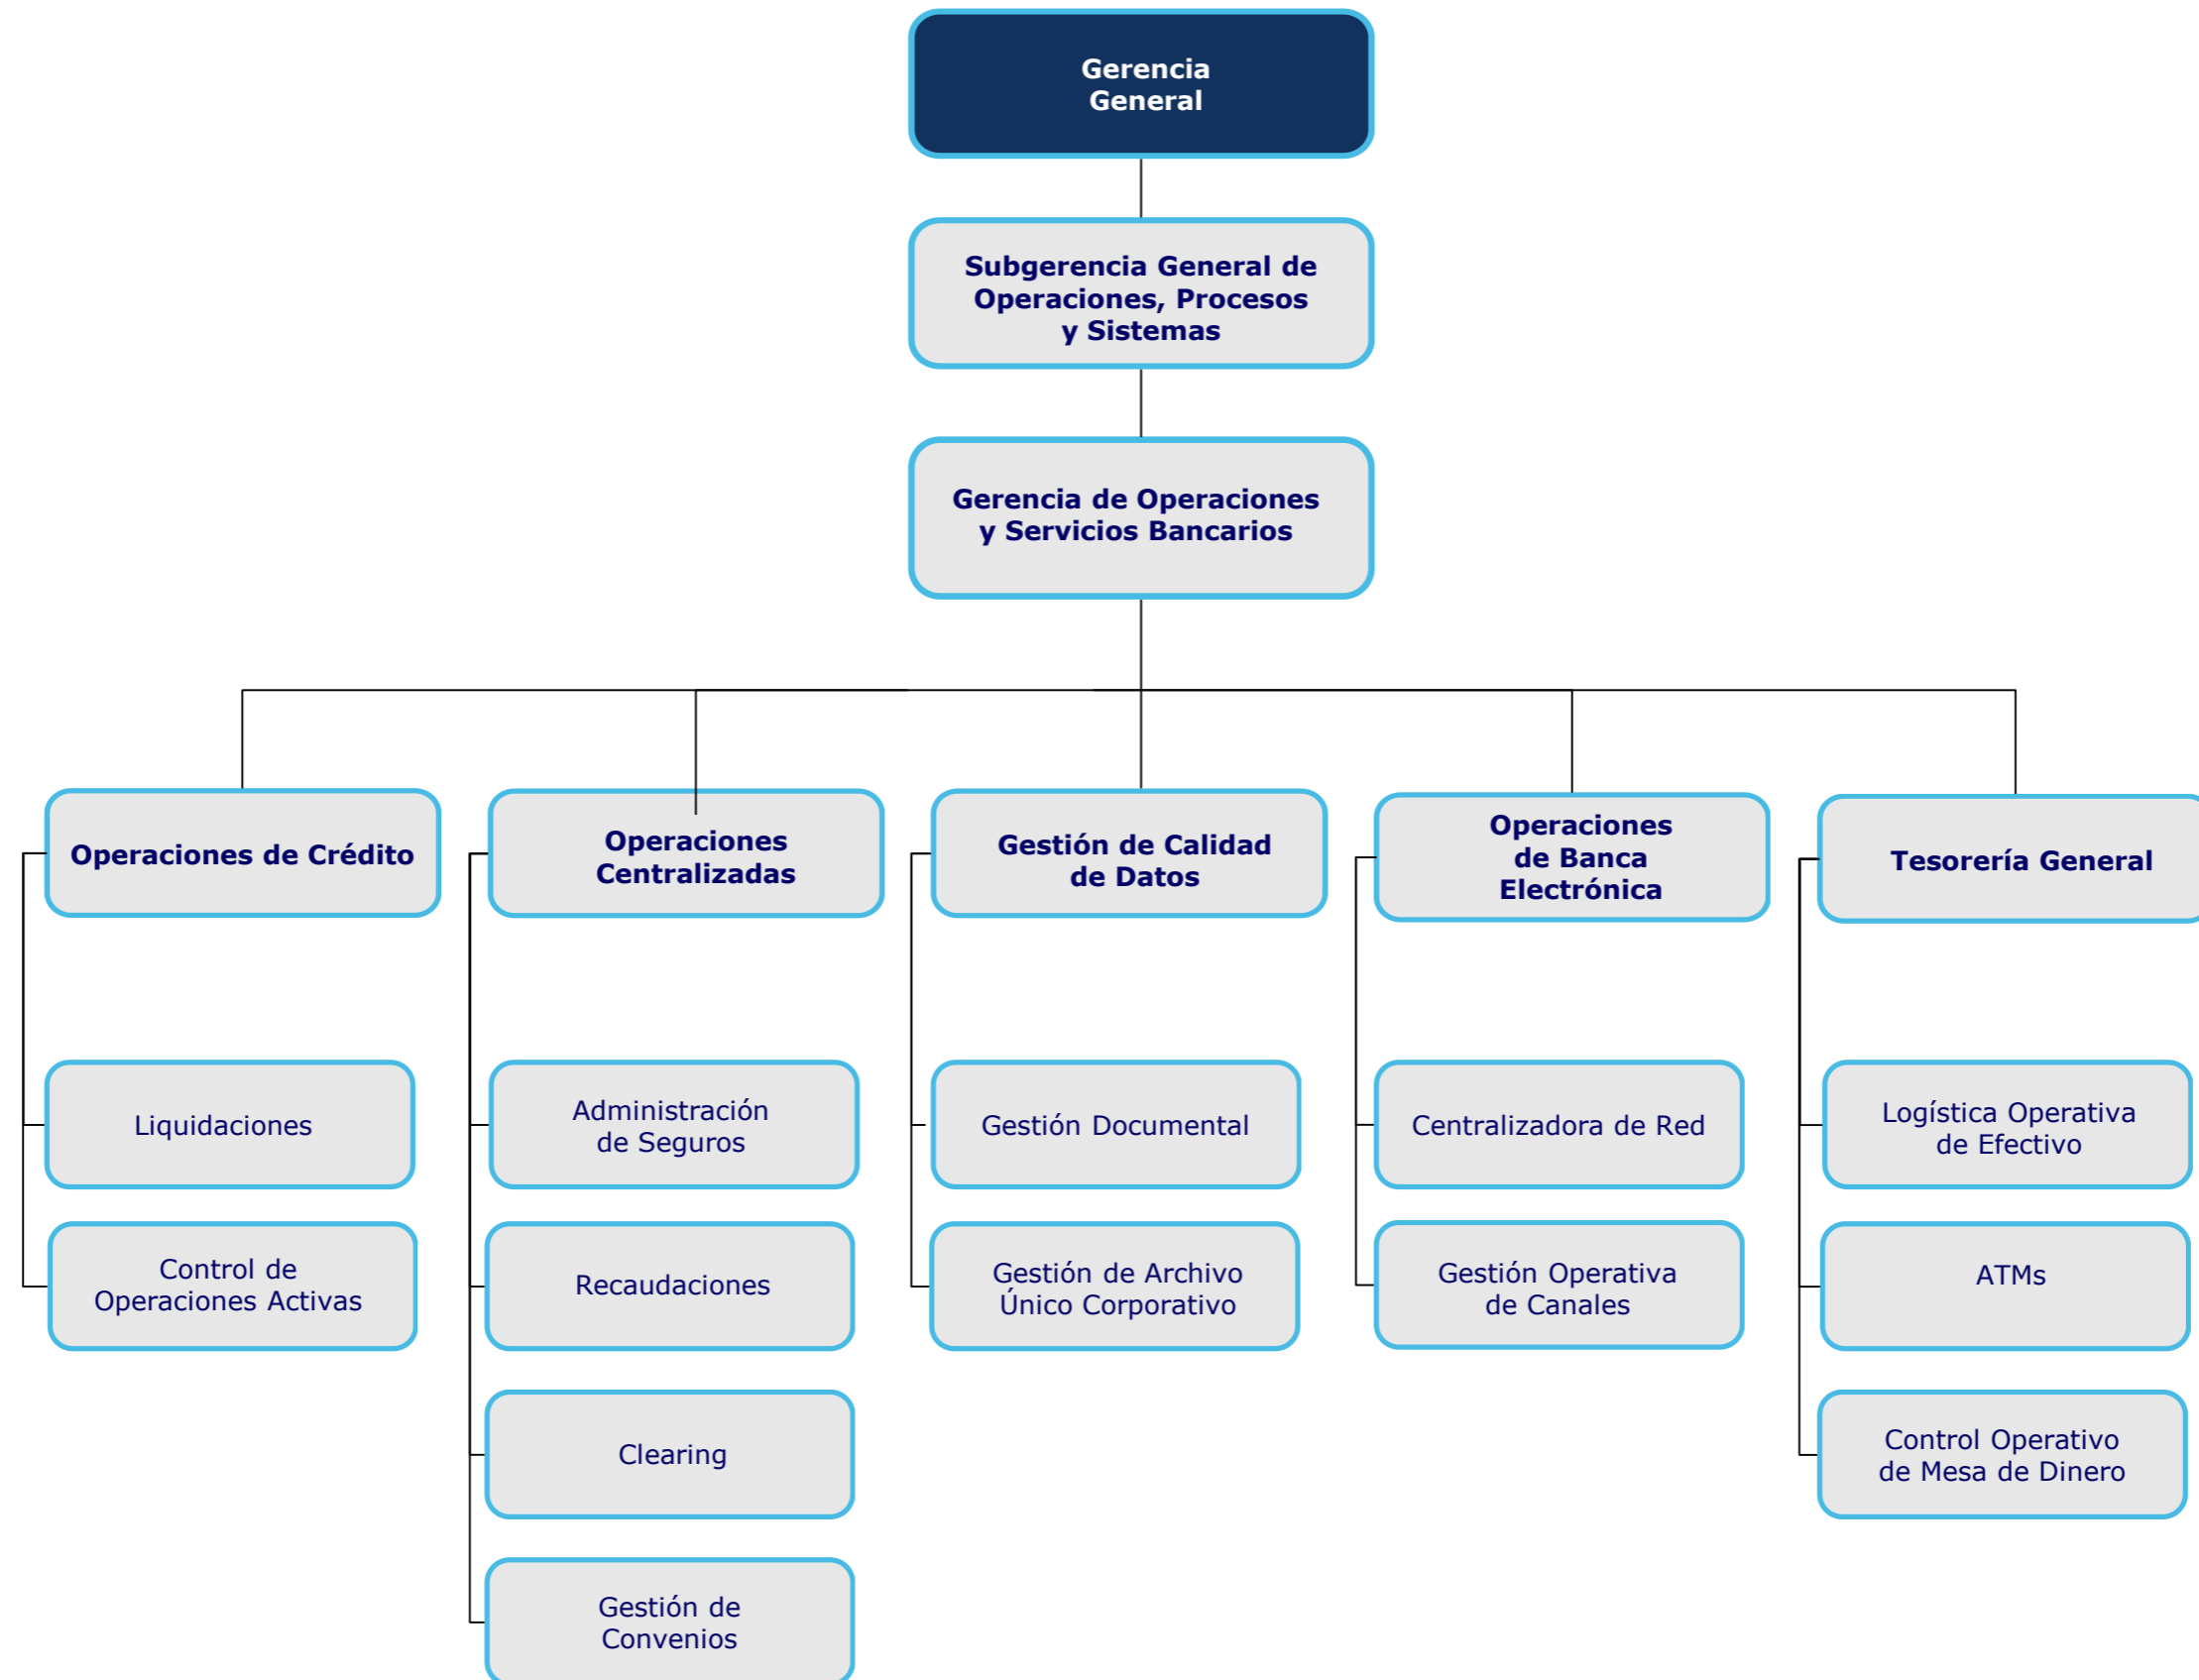 Gerencia
General
Subgerencia General de
Operaciones, Procesos
y Sistemas
Gerencia de Operaciones
y Servicios Bancarios
Operaciones de Crédito
Operaciones
Centralizadas
Gestión de Calidad
de Datos
Operaciones
de Banca
Electrónica
Tesorería General
Liquidaciones
Administración
de Seguros
Gestión Documental
Centralizadora de Red
Logística Operativa
de Efectivo
Control de
Operaciones Activas
Recaudaciones
Gestión de Archivo
Único Corporativo
Gestión Operativa
de Canales
ATMs
Clearing
Control Operativo
de Mesa de Dinero
Gestión de
Convenios